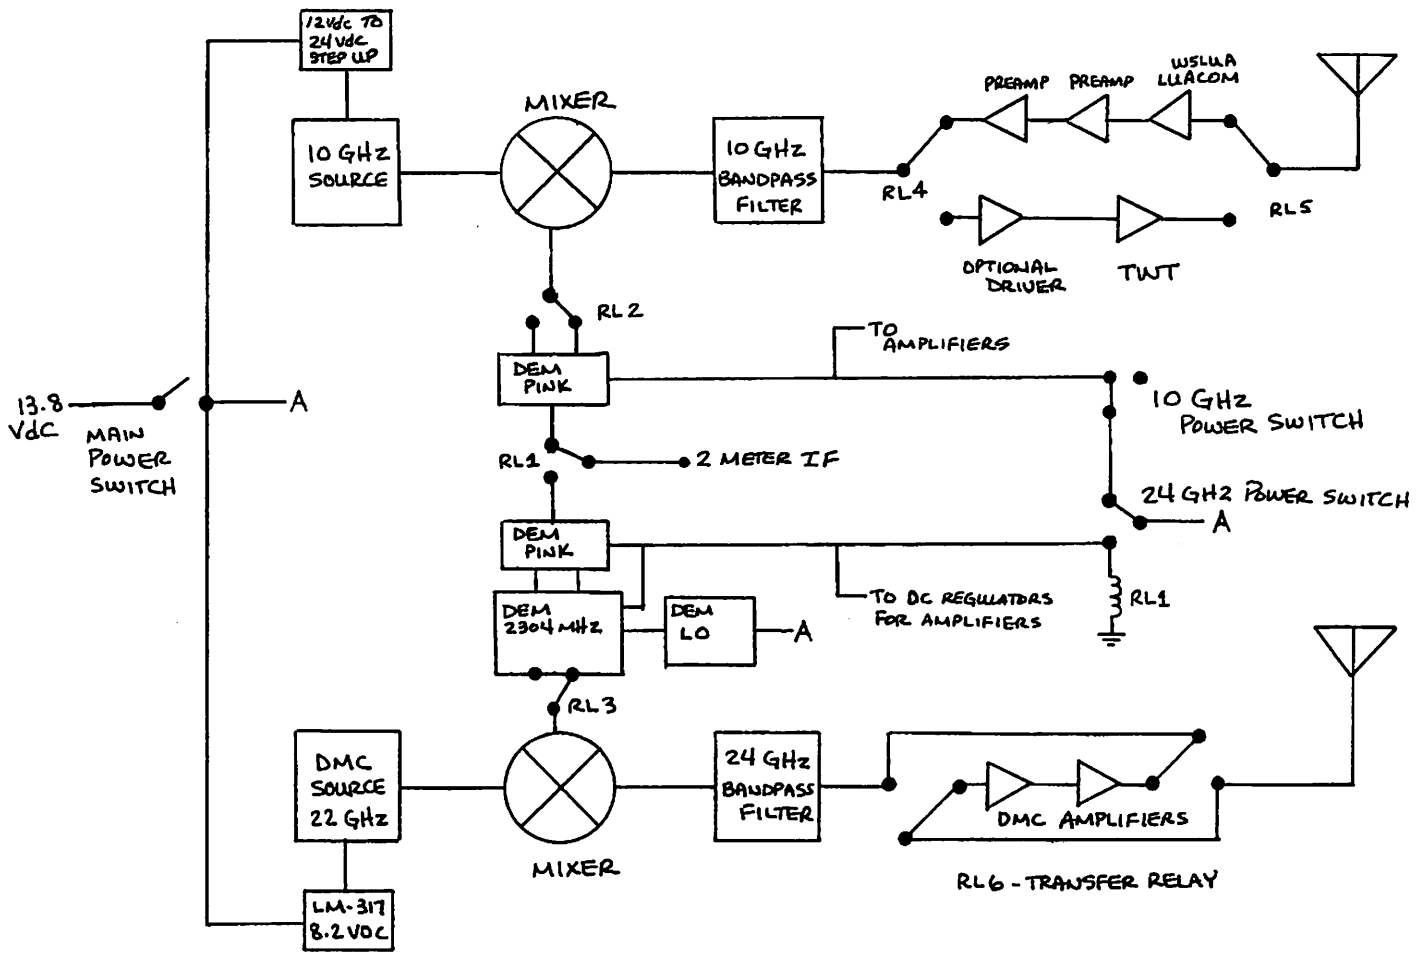 12Vdc TO
24Vdc
STEP UP
10 GHz
SOURCE
MIXER
10 GHz
BANDPASS
FILTER
RL4
PREAMP
PREAMP
W5LUA
LUACOM
RL5
OPTIONAL
DRIVER
TWT
RL2
DEM
PINK
TO
AMPLIFIERS
10 GHz
POWER SWITCH
13.8
Vdc
MAIN
POWER
SWITCH
A
RL1
2 METER IF
24 GHz POWER SWITCH
A
DEM
PINK
TO DC REGULATORS
FOR AMPLIFIERS
RL1
DEM
2304 MHz
DEM
LO
A
RL3
DMC
SOURCE
22 GHz
MIXER
24 GHz
BANDPASS
FILTER
DMC AMPLIFIERS
RL6 - TRANSFER RELAY
LM-317
8.2 VDC